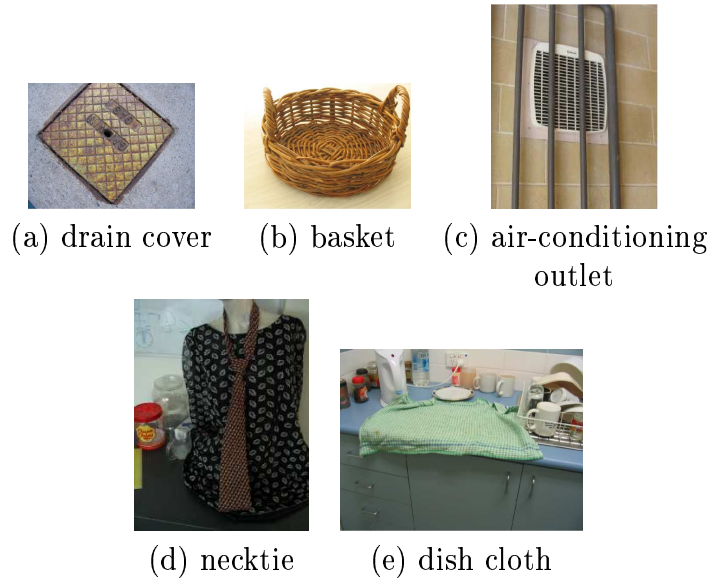 (a) drain cover
(b) basket
(c) air-conditioning
outlet
(d) necktie
(e) dish cloth